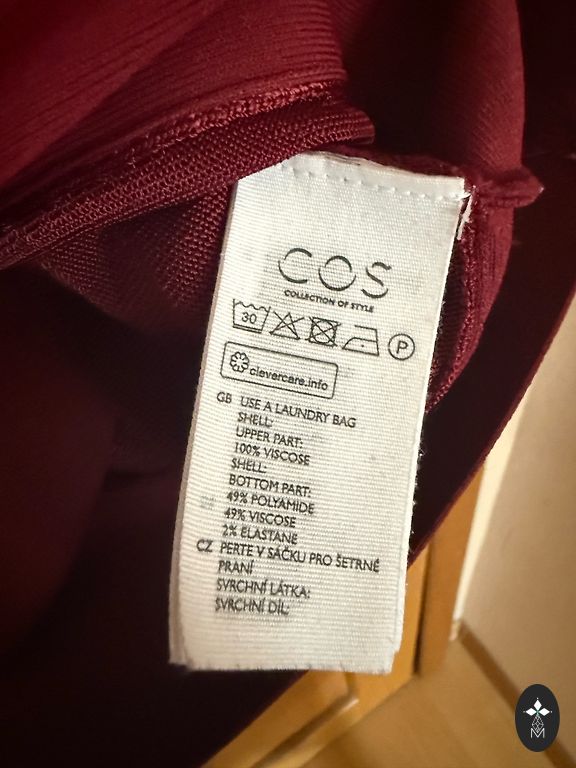 COS
COLLECTION OF STYLE
30
P
clevercare.info
GB USE A LAUNDRY BAG
SHELL:
UPPER PART:
100% VISCOSE
SHELL:
BOTTOM PART:
49% POLYAMIDE
49% VISCOSE
2% ELASTANE
CZ PERTE V SÁČKU PRO ŠETRNÉ
PRANÍ
SVRCHNÍ LÁTKA:
SVRCHNÍ DÍL:
M